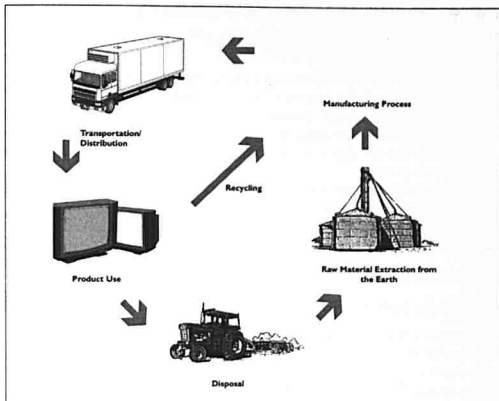 Manufacturing Process
Transportation/
Distribution
Recycling
Product Use
Raw Material Extraction from
the Earth
Disposal